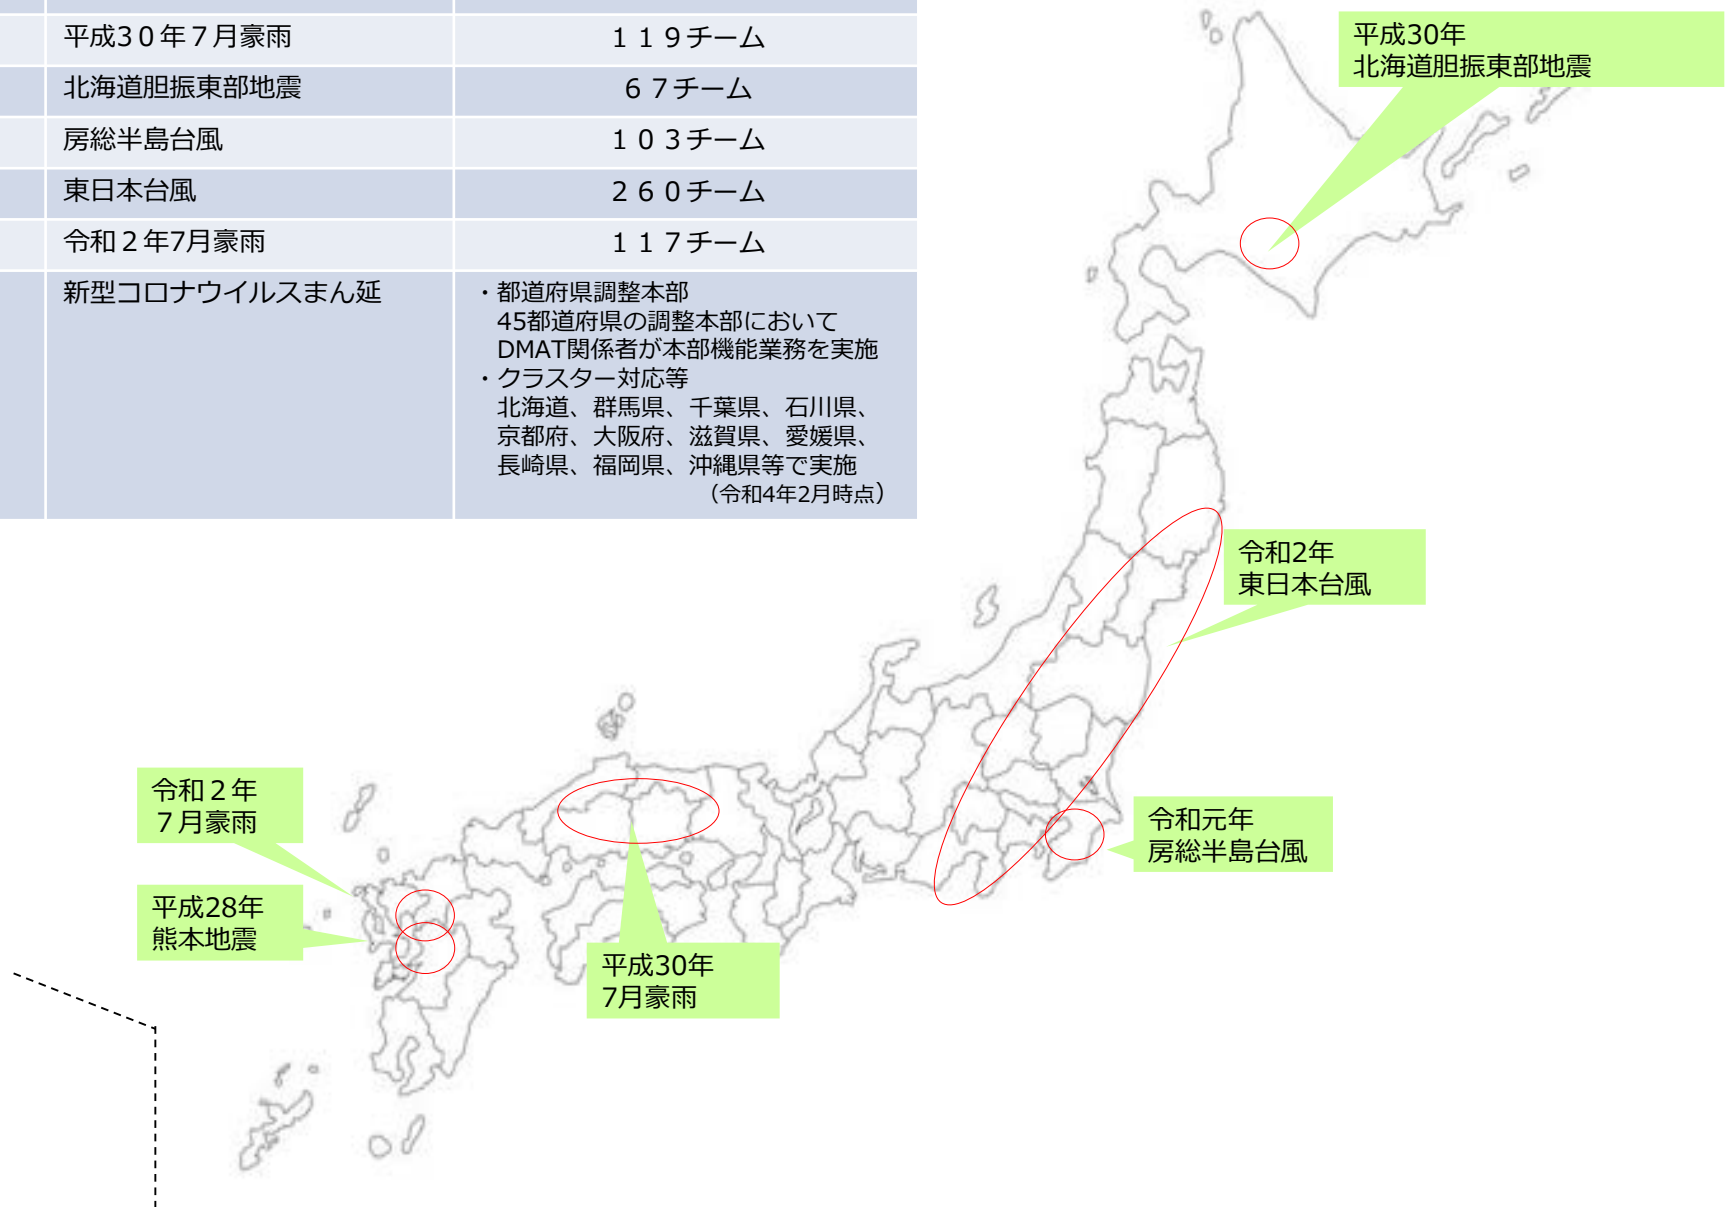 平成3０年７月豪雨
１１９チーム
北海道胆振東部地震
６７チーム
房総半島台風
１０３チーム
東日本台風
２６０チーム
令和２年7月豪雨
１１７チーム
新型コロナウイルスまん延
・都道府県調整本部
45都道府県の調整本部において
DMAT関係者が本部機能業務を実施
・クラスター対応等
北海道、群馬県、千葉県、石川県、
京都府、大阪府、滋賀県、愛媛県、
長崎県、福岡県、沖縄県等で実施
（令和4年2月時点）
平成30年
北海道胆振東部地震
令和2年
東日本台風
令和元年
房総半島台風
令和２年
７月豪雨
平成28年
熊本地震
平成30年
7月豪雨